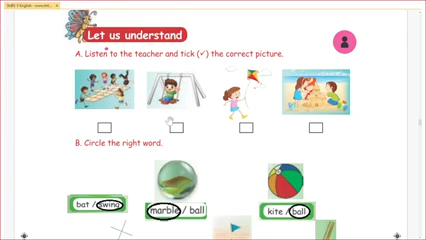 Let us understand
A. Listen to the teacher and tick (✓) the correct picture.
B. Circle the right word.
bat / swing
marble / ball
kite / ball